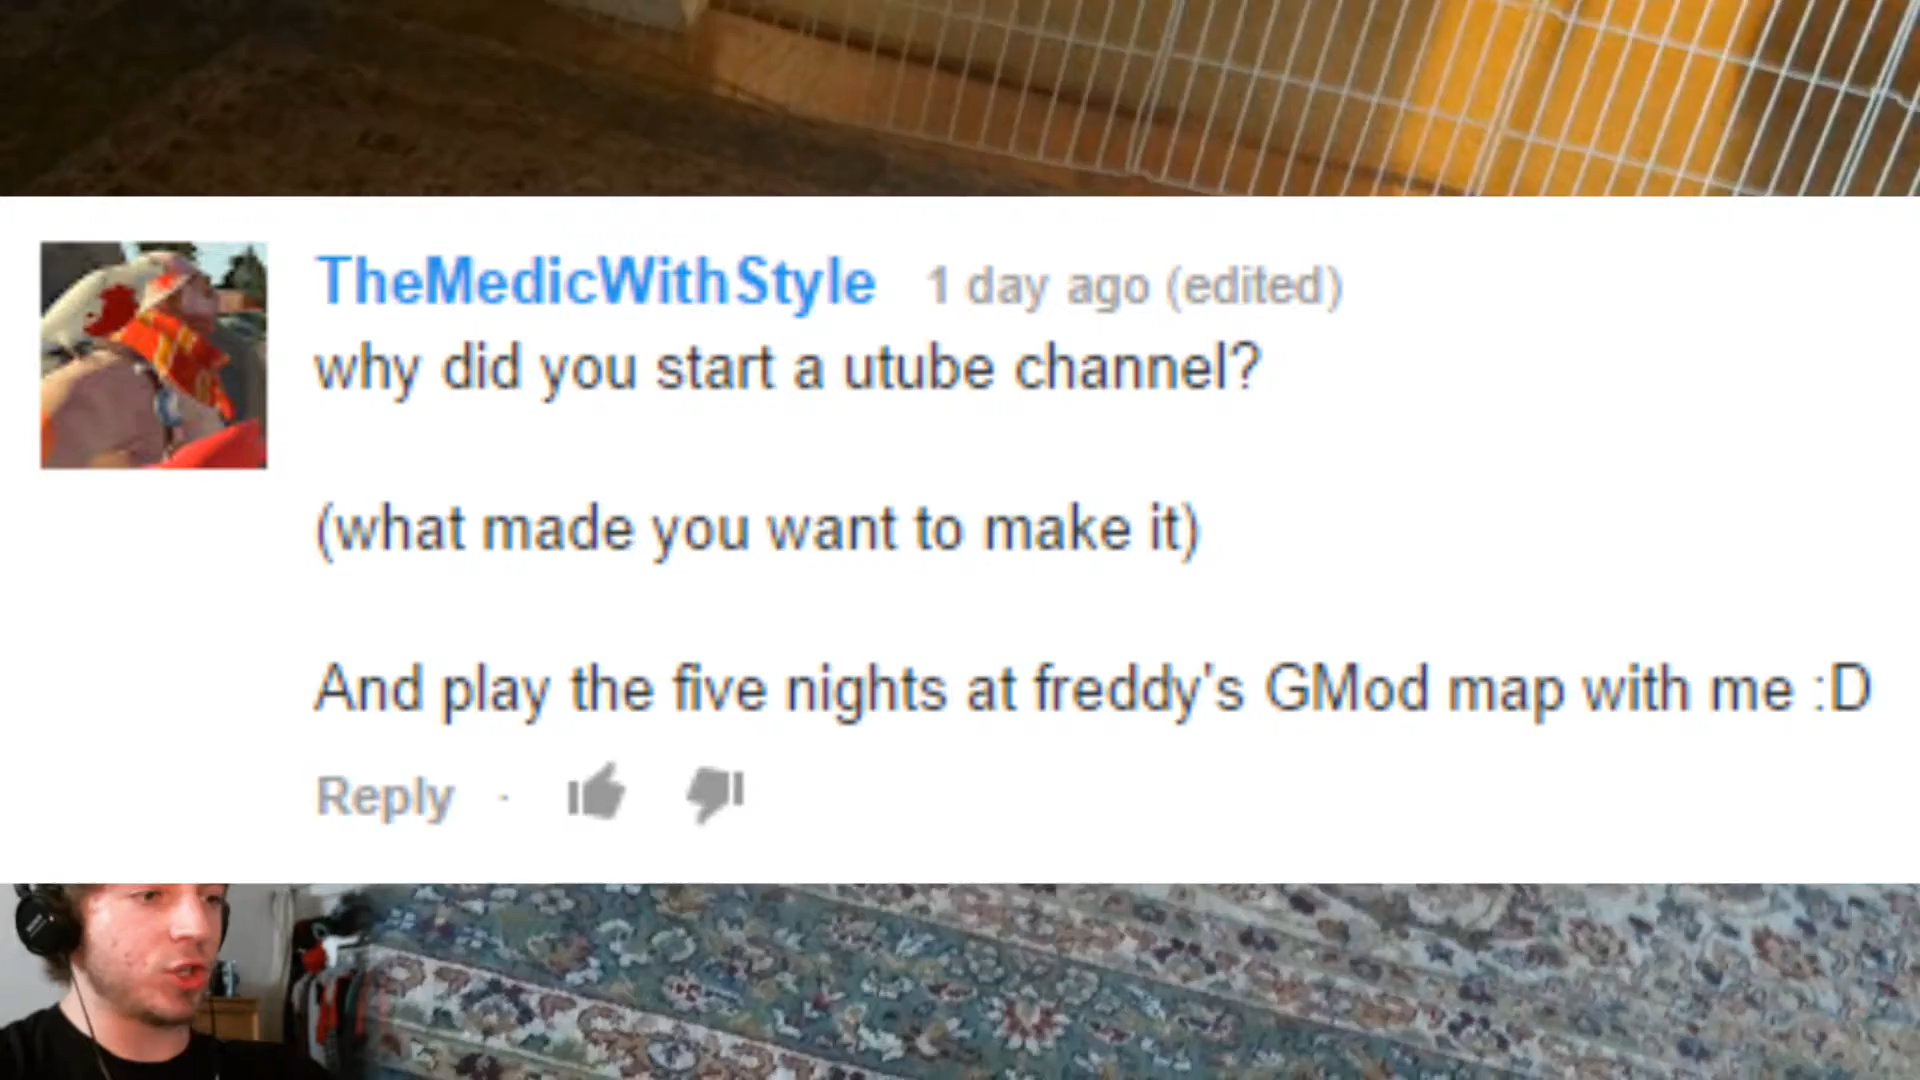 TheMedicWithStyle 1 day ago (edited)
why did you start a utube channel?
(what made you want to make it)
And play the five nights at freddy's GMod map with me :D
Reply ·